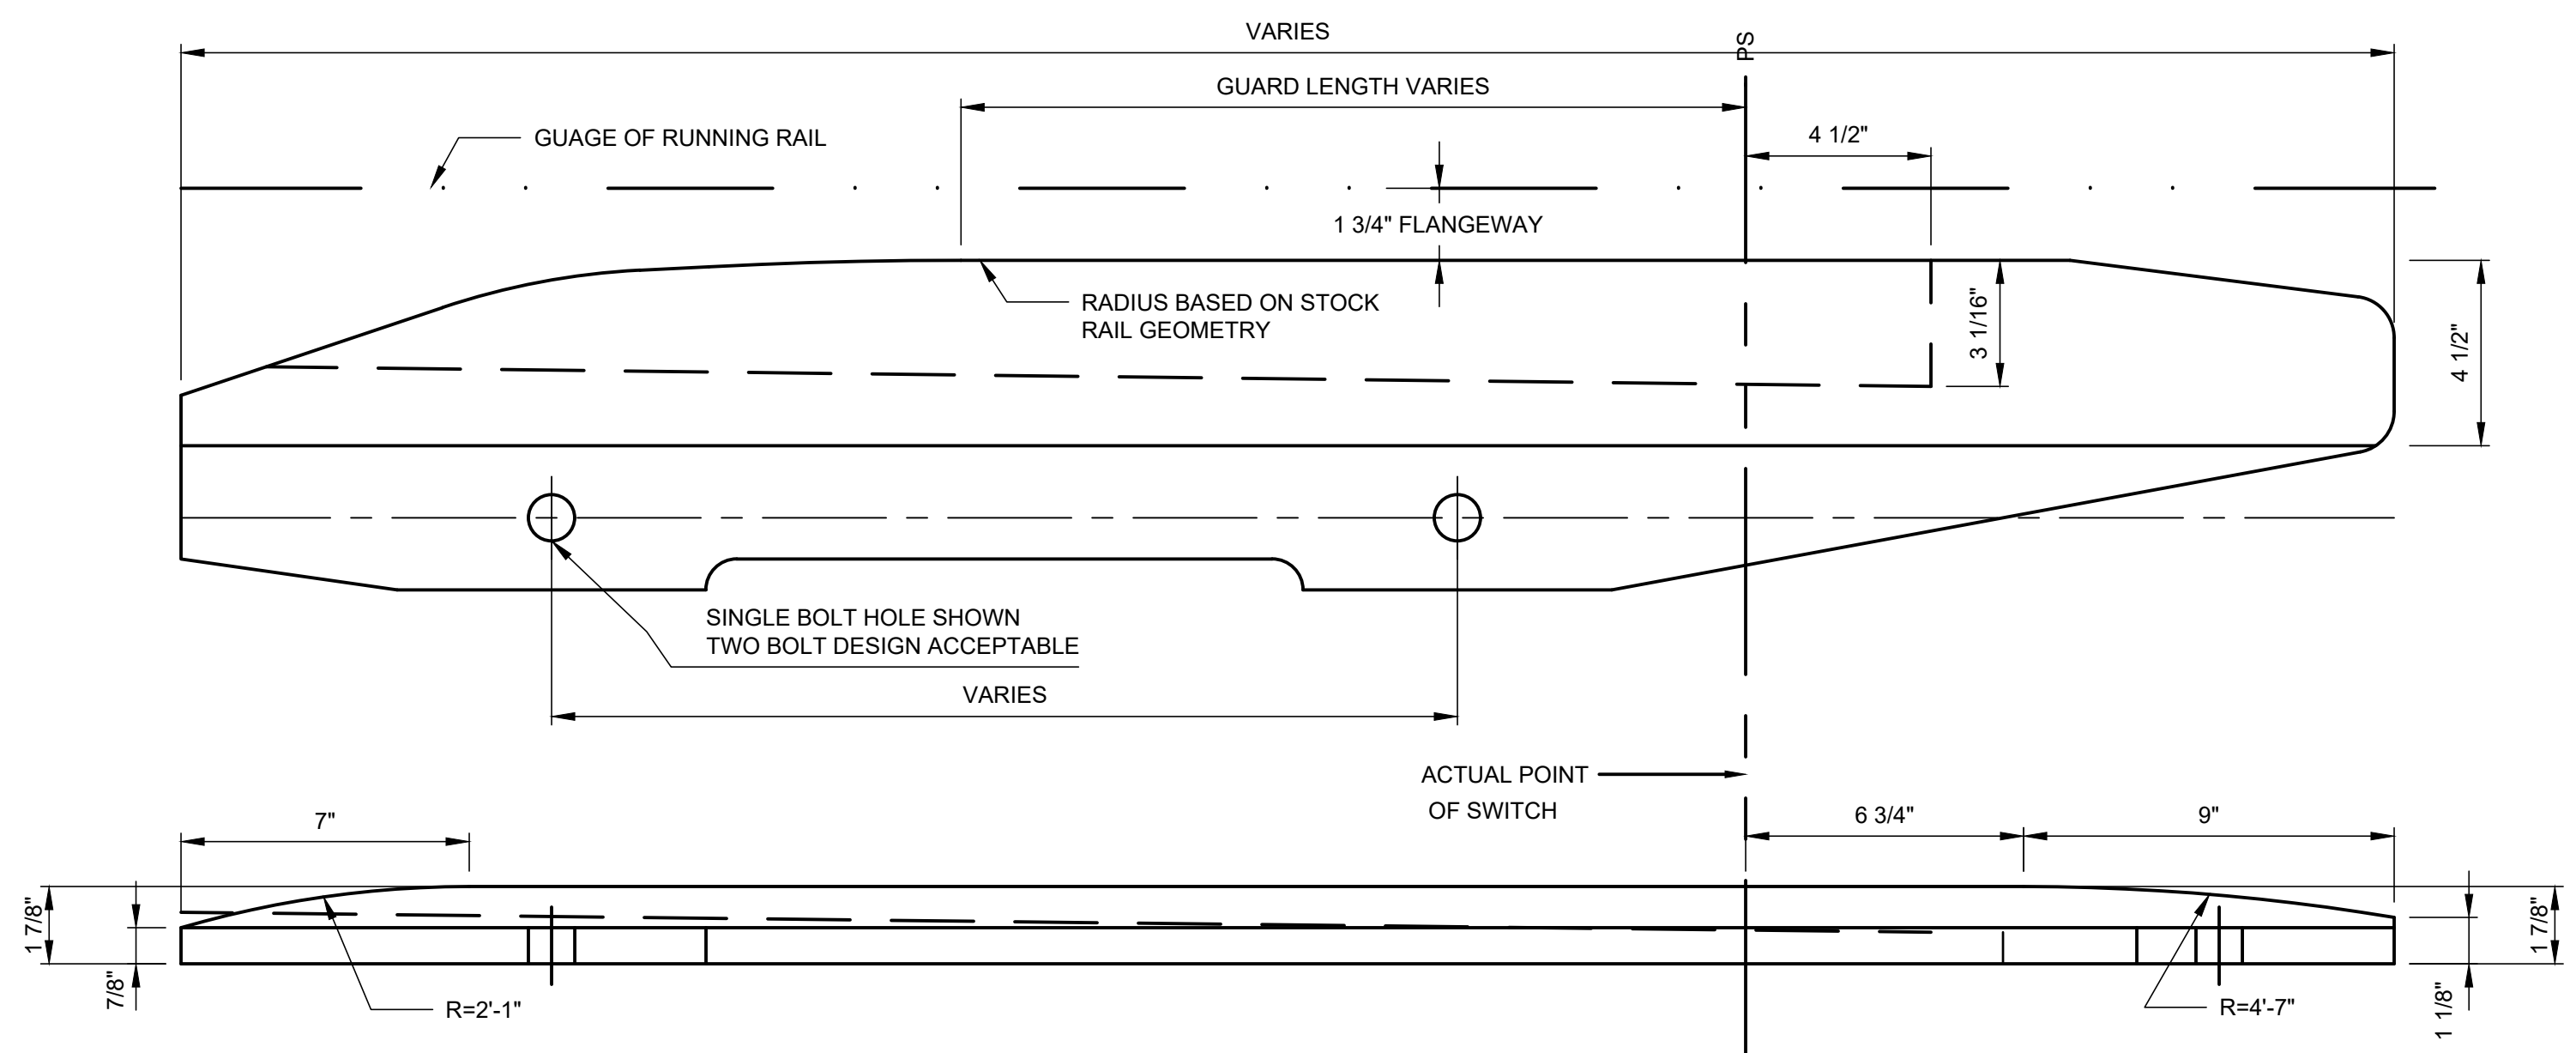 VARIES
PS
GUARD LENGTH VARIES
GUAGE OF RUNNING RAIL
4 1/2"
1 3/4" FLANGEWAY
RADIUS BASED ON STOCK
RAIL GEOMETRY
3 1/16"
4 1/2"
SINGLE BOLT HOLE SHOWN
TWO BOLT DESIGN ACCEPTABLE
VARIES
ACTUAL POINT
OF SWITCH
7"
6 3/4"
9"
1 7/8"
7/8"
R=2'-1"
R=4'-7"
1 7/8"
1 1/8"